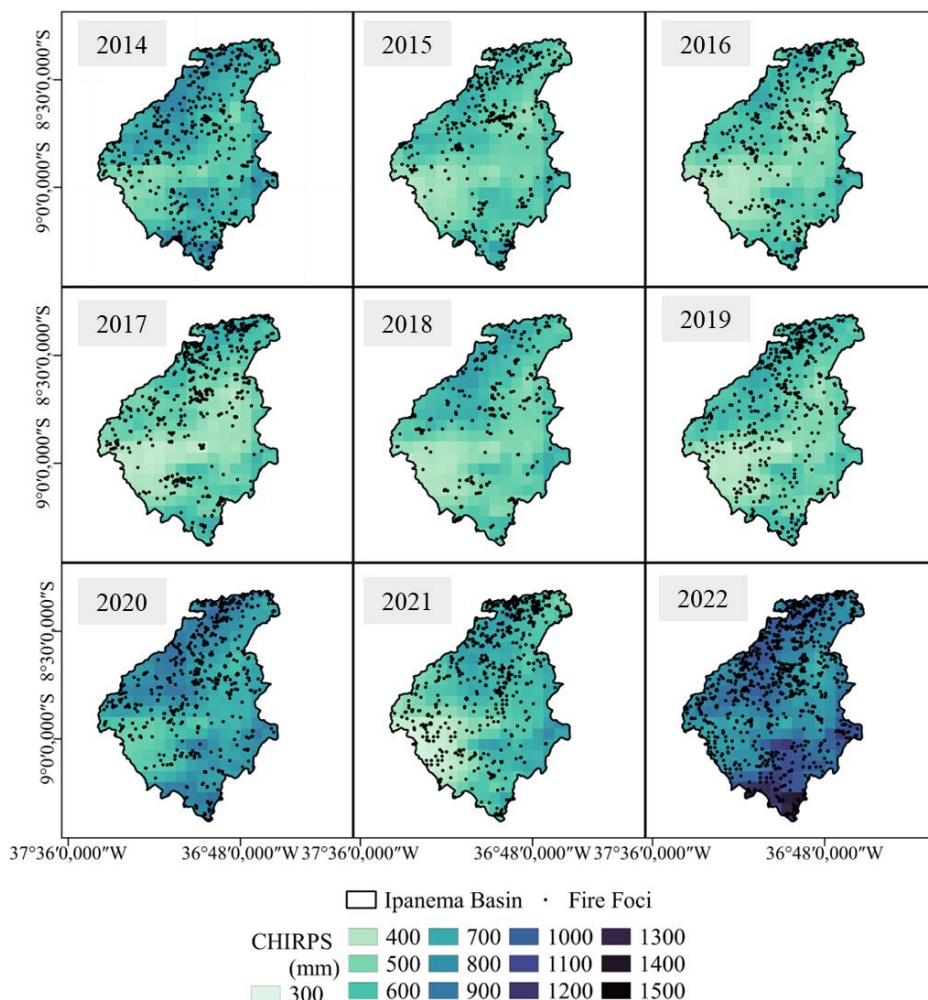 2014 2015 2016
8°30'0,000"S
9°0'0,000"S
2017 2018 2019
8°30'0,000"S
9°0'0,000"S
2020 2021 2022
8°30'0,000"S
9°0'0,000"S
37°36'0,000"W 36°48'0,000"W 37°36'0,000"W 36°48'0,000"W 37°36'0,000"W 36°48'0,000"W
Ipanema Basin · Fire Foci
CHIRPS 400 700 1000 1300
(mm) 500 800 1100 1400
300 600 900 1200 1500